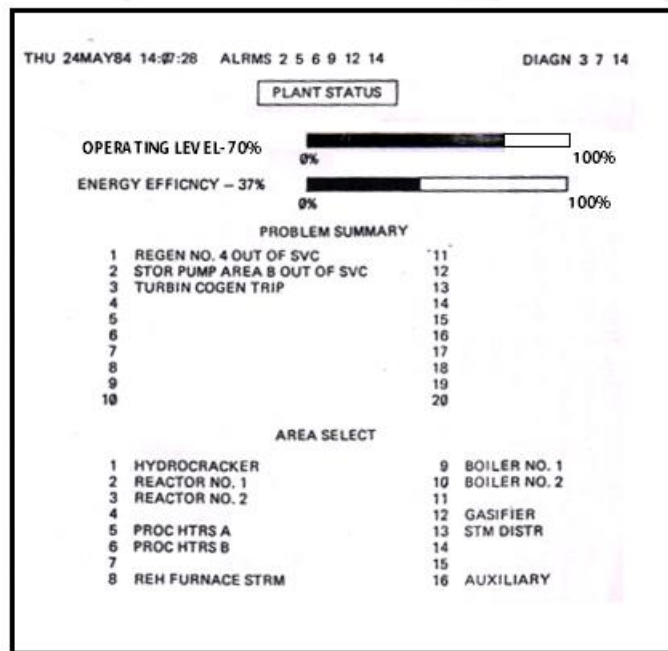 THU 24MAY84 14:07:28 ALRMS 2 5 6 9 12 14 DIAGN 3 7 14
PLANT STATUS
OPERATING LEVEL-70%
0% 100%
ENERGY EFFICNCY – 37%
0% 100%
PROBLEM SUMMARY
1 REGEN NO. 4 OUT OF SVC 11
2 STOR PUMP AREA B OUT OF SVC 12
3 TURBIN COGEN TRIP 13
4 14
5 15
6 16
7 17
8 18
9 19
10 20
AREA SELECT
1 HYDROCRACKER 9 BOILER NO. 1
2 REACTOR NO. 1 10 BOILER NO. 2
3 REACTOR NO. 2 11
4 12 GASIFIER
5 PROC HTRS A 13 STM DISTR
6 PROC HTRS B 14
7 15
8 REH FURNACE STRM 16 AUXILIARY